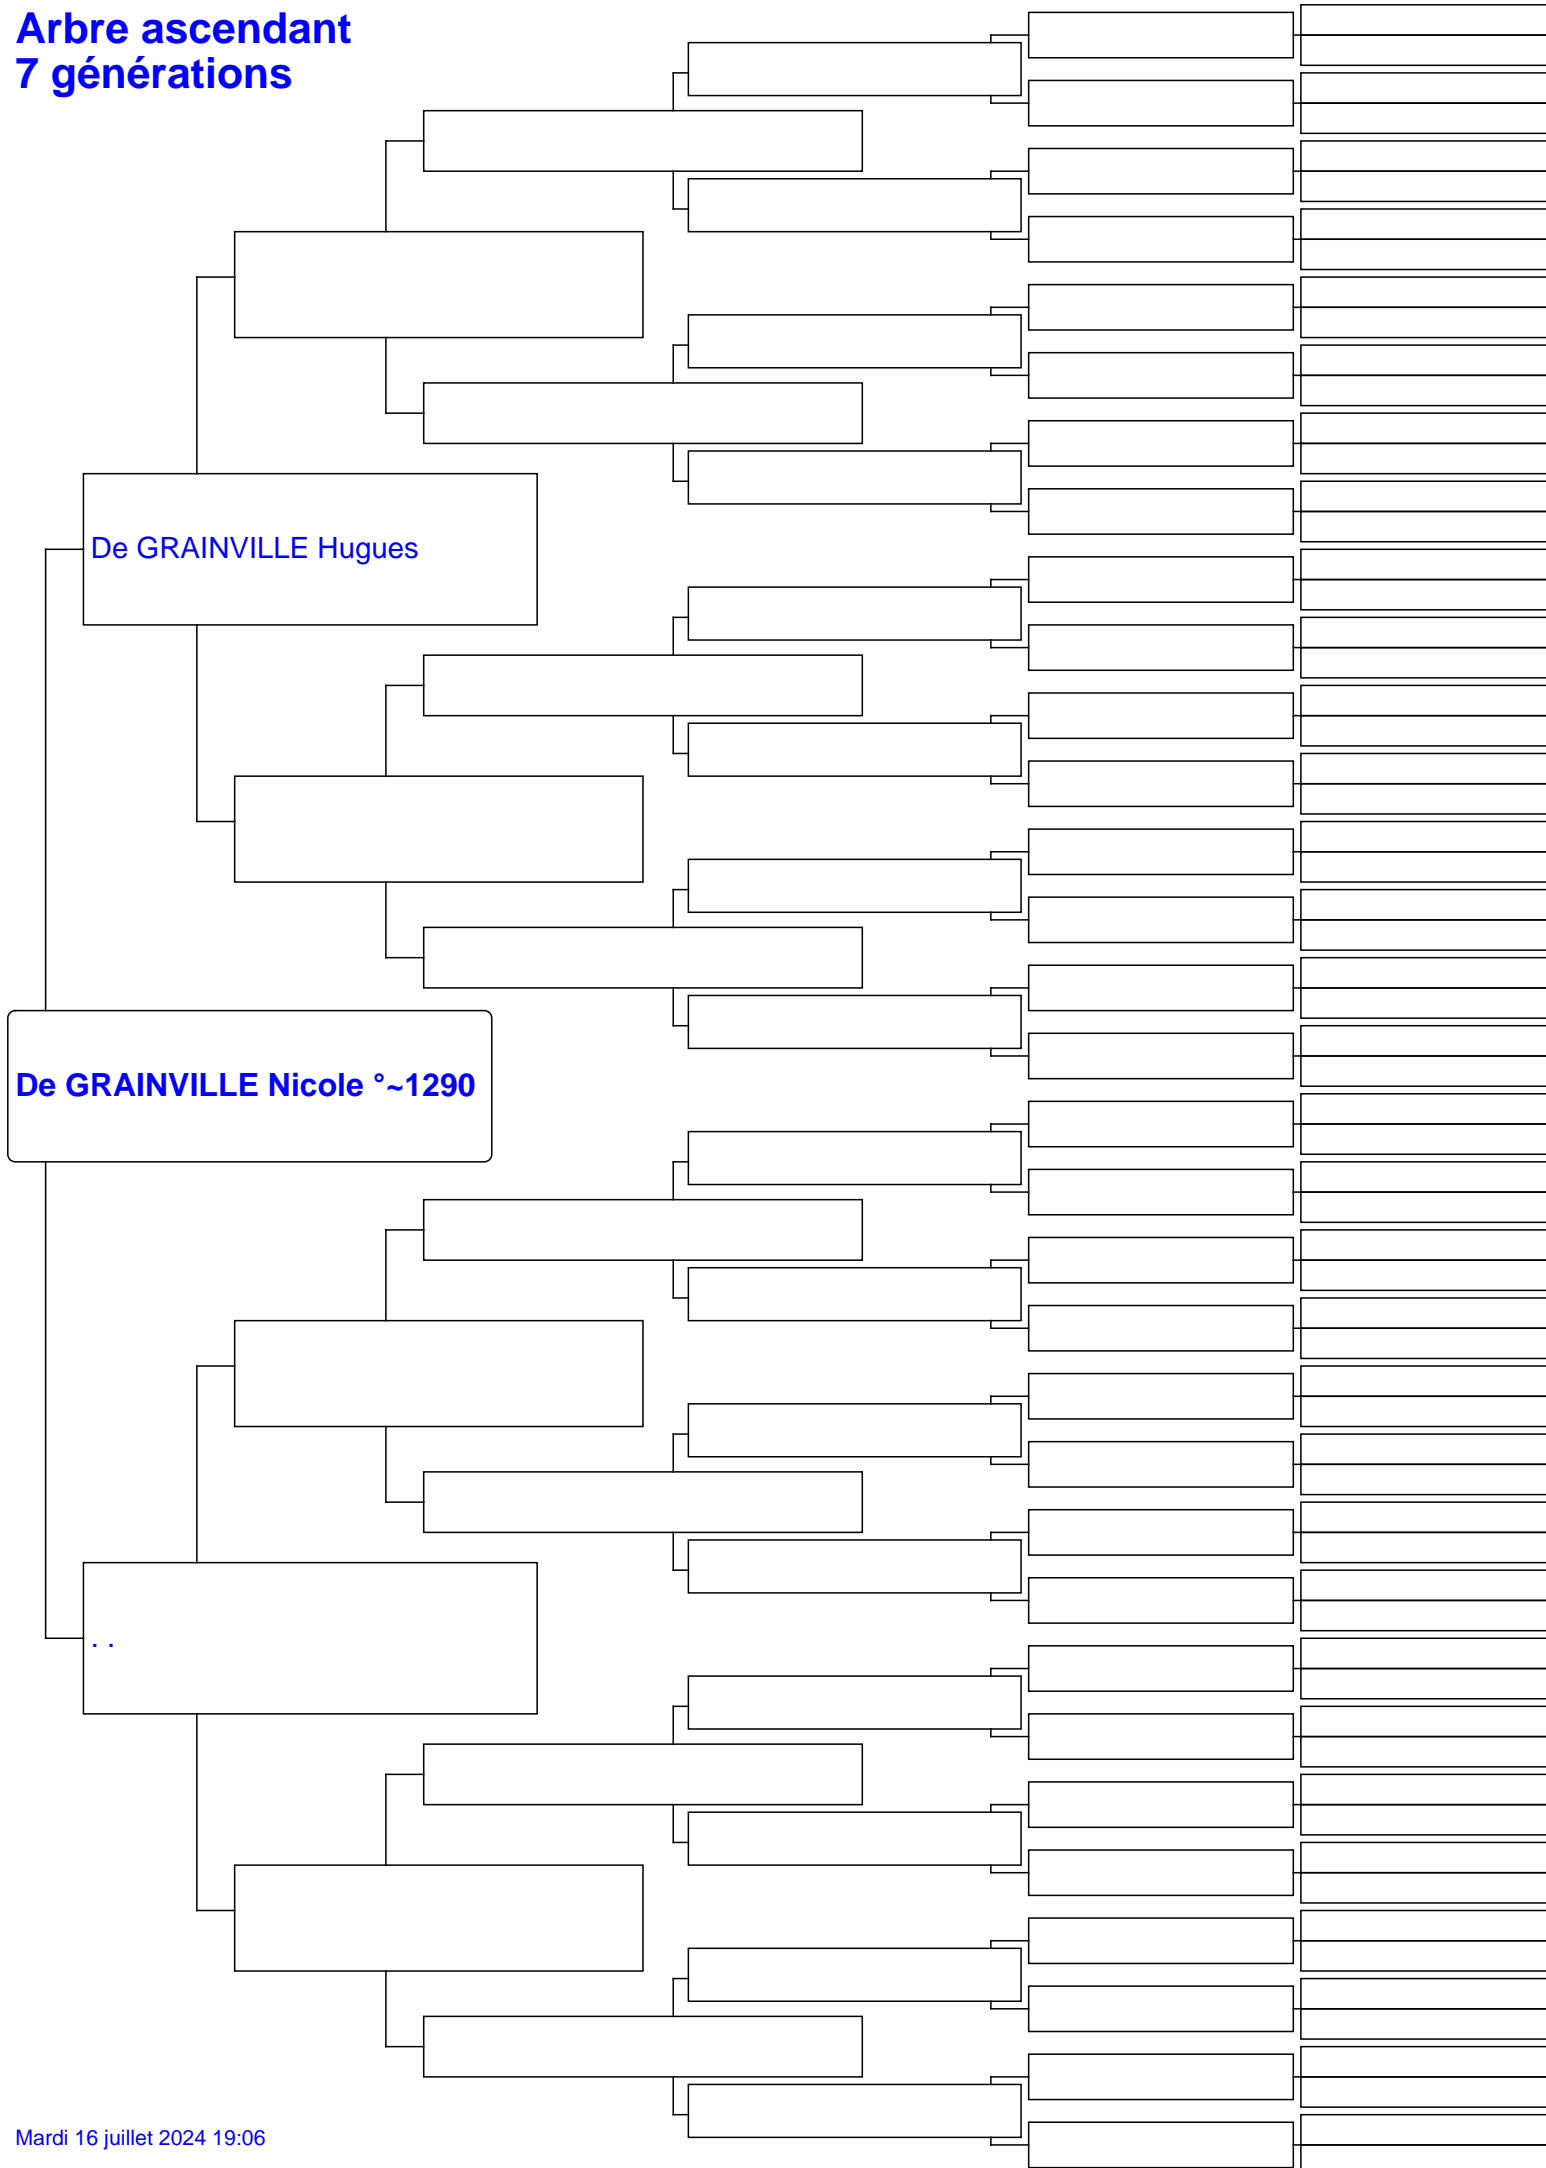 Arbre ascendant
7 générations
De GRAINVILLE Hugues
De GRAINVILLE Nicole °~1290
. .
Mardi 16 juillet 2024 19:06